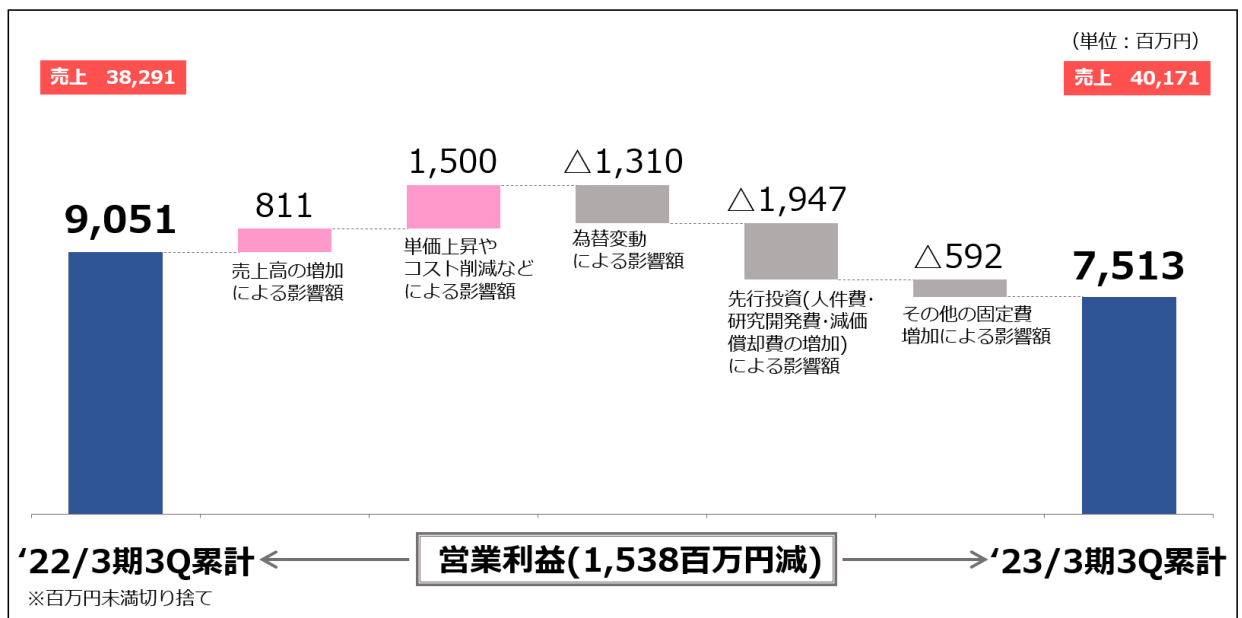 (単位:百万円)
売上 38,291
売上 40,171
9,051
811
売上高の増加
による影響額
1,500
単価上昇や
コスト削減など
による影響額
△1,310
為替変動
による影響額
△1,947
先行投資(人件費・
研究開発費・減価
償却費の増加)
による影響額
△592
その他の固定費
増加による影響額
7,513
‘22/3期3Q累計
営業利益(1,538百万円減)
‘23/3期3Q累計
※百万円未満切り捨て